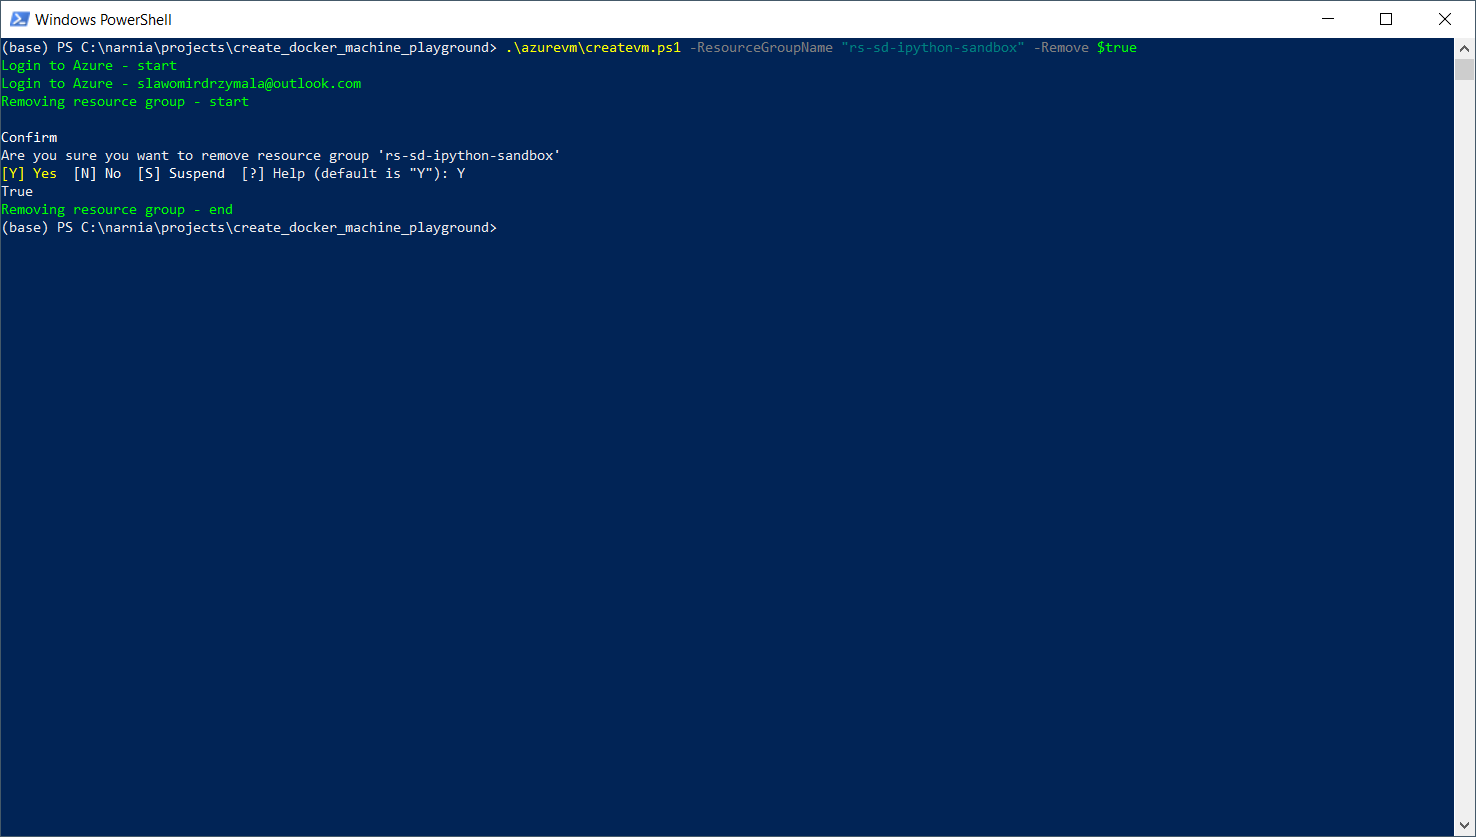 Windows PowerShell
(base) PS C:\narnia\projects\create_docker_machine_playground> .\azurevm\createvm.ps1 -ResourceGroupName "rs-sd-ipython-sandbox" -Remove $true
Login to Azure - start
Login to Azure - slawomirdrzymala@outlook.com
Removing resource group - start
Confirm
Are you sure you want to remove resource group 'rs-sd-ipython-sandbox'
[Y] Yes  [N] No  [S] Suspend  [?] Help (default is "Y"): Y
True
Removing resource group - end
(base) PS C:\narnia\projects\create_docker_machine_playground>